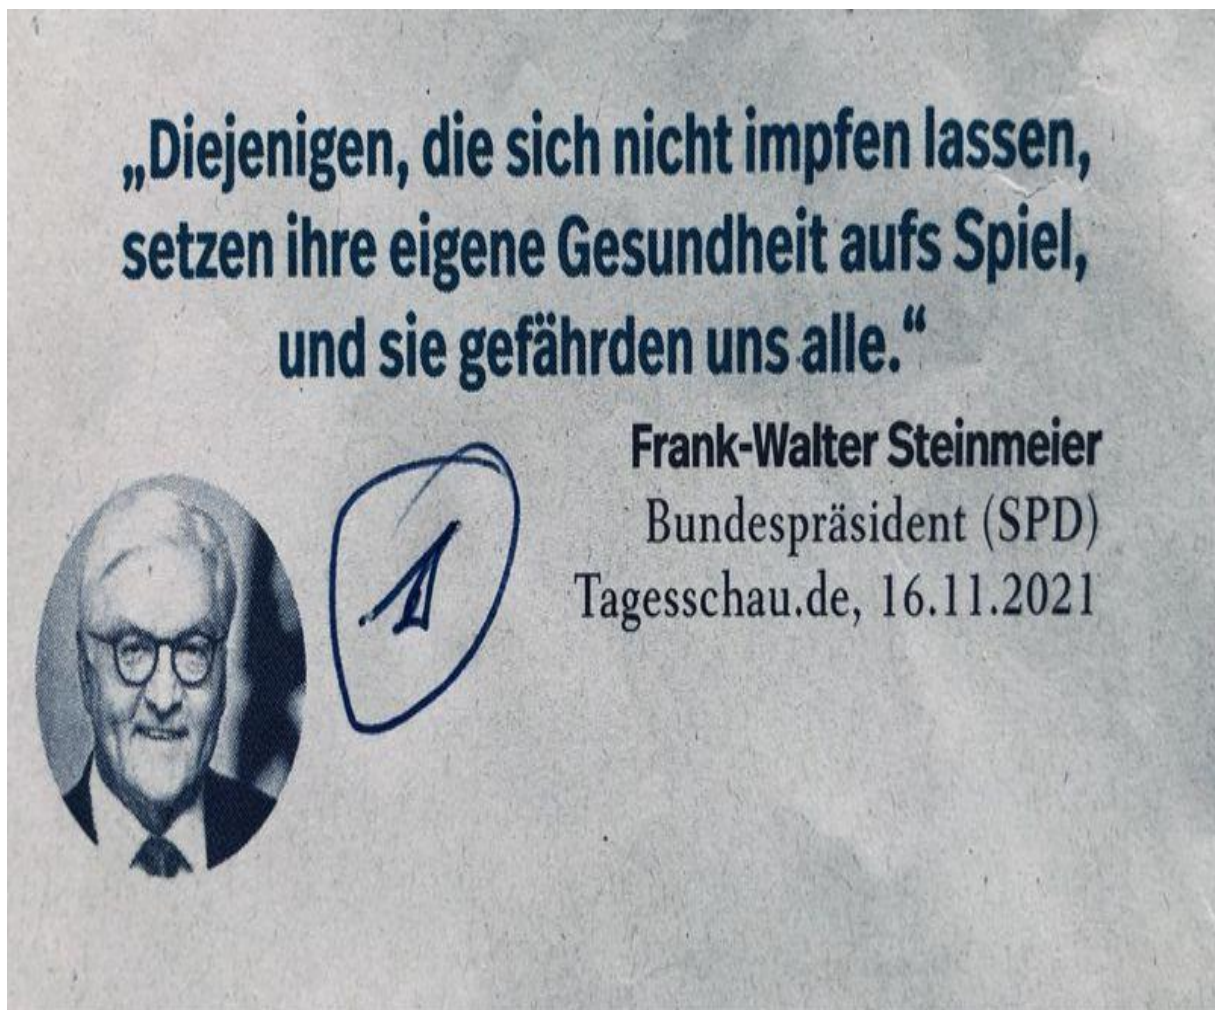 „Diejenigen, die sich nicht impfen lassen,
setzen ihre eigene Gesundheit aufs Spiel,
und sie gefährden uns alle.“
Frank-Walter Steinmeier
Bundespräsident (SPD)
Tagesschau.de, 16.11.2021
1